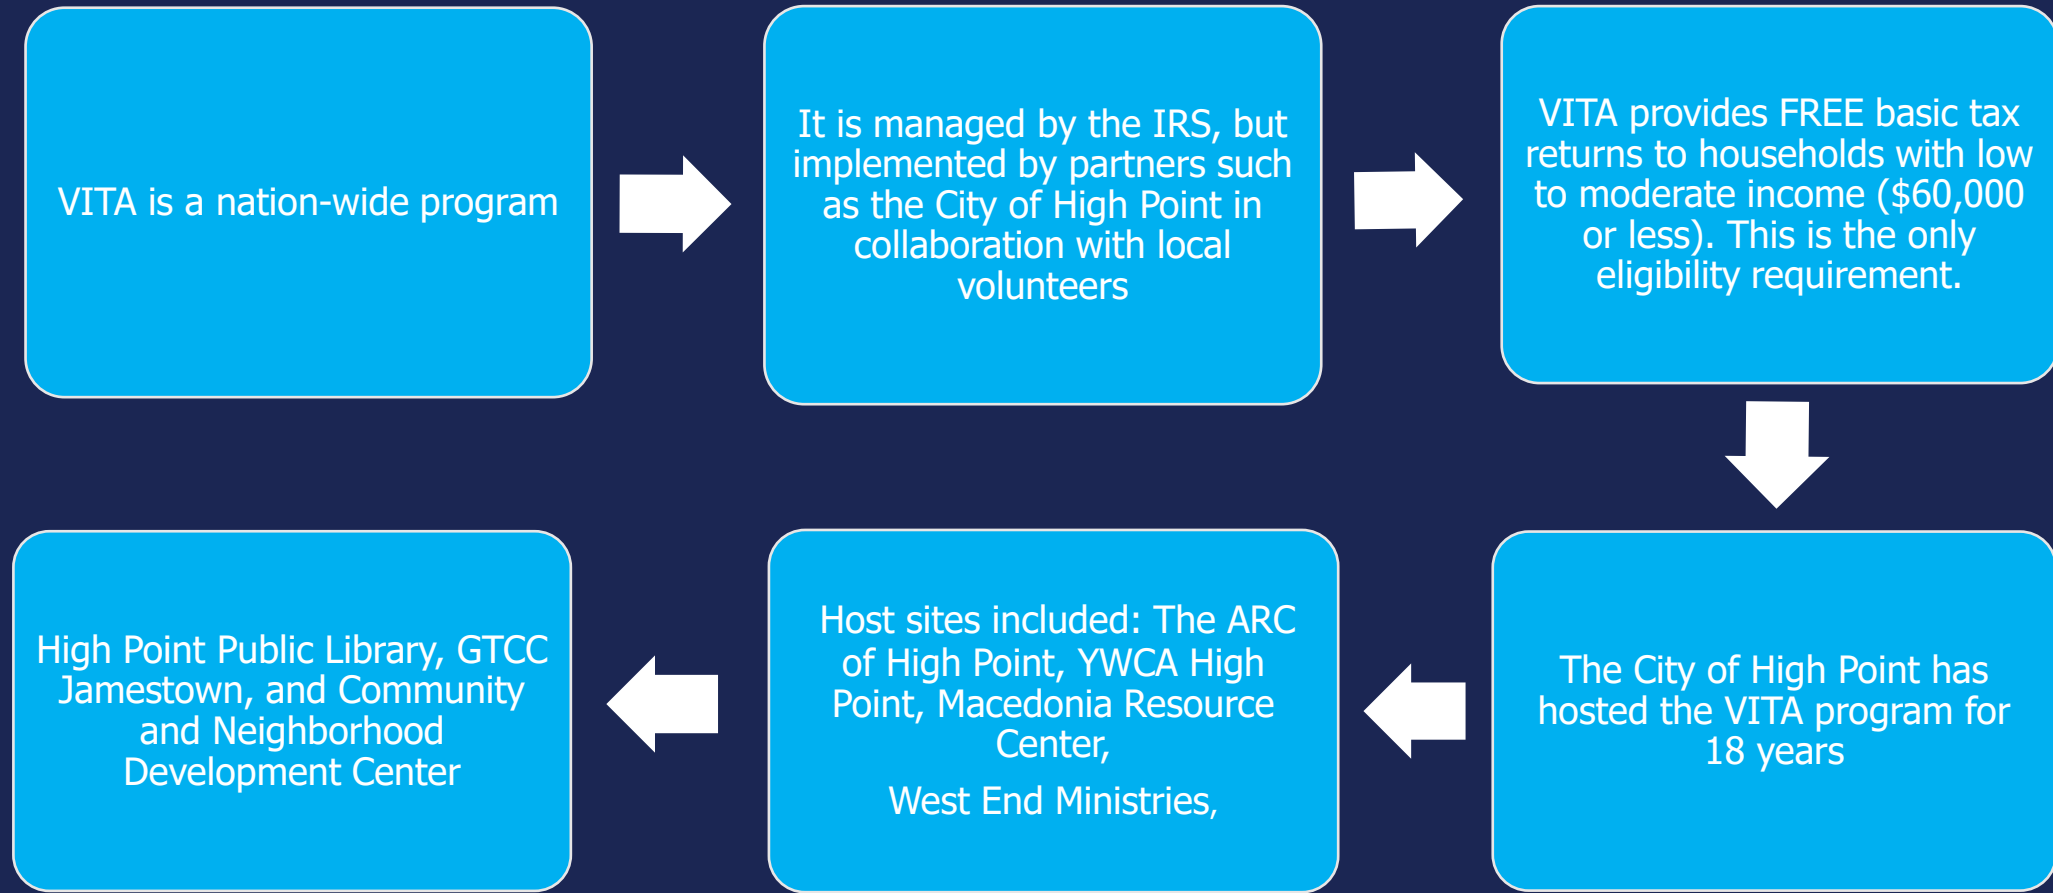 VITA is a nation-wide program
It is managed by the IRS, but
implemented by partners such
as the City of High Point in
collaboration with local
volunteers
VITA provides FREE basic tax
returns to households with low
to moderate income ($60,000
or less). This is the only
eligibility requirement.
The City of High Point has
hosted the VITA program for
18 years
Host sites included: The ARC
of High Point, YWCA High
Point, Macedonia Resource
Center,
West End Ministries,
High Point Public Library, GTCC
Jamestown, and Community
and Neighborhood
Development Center